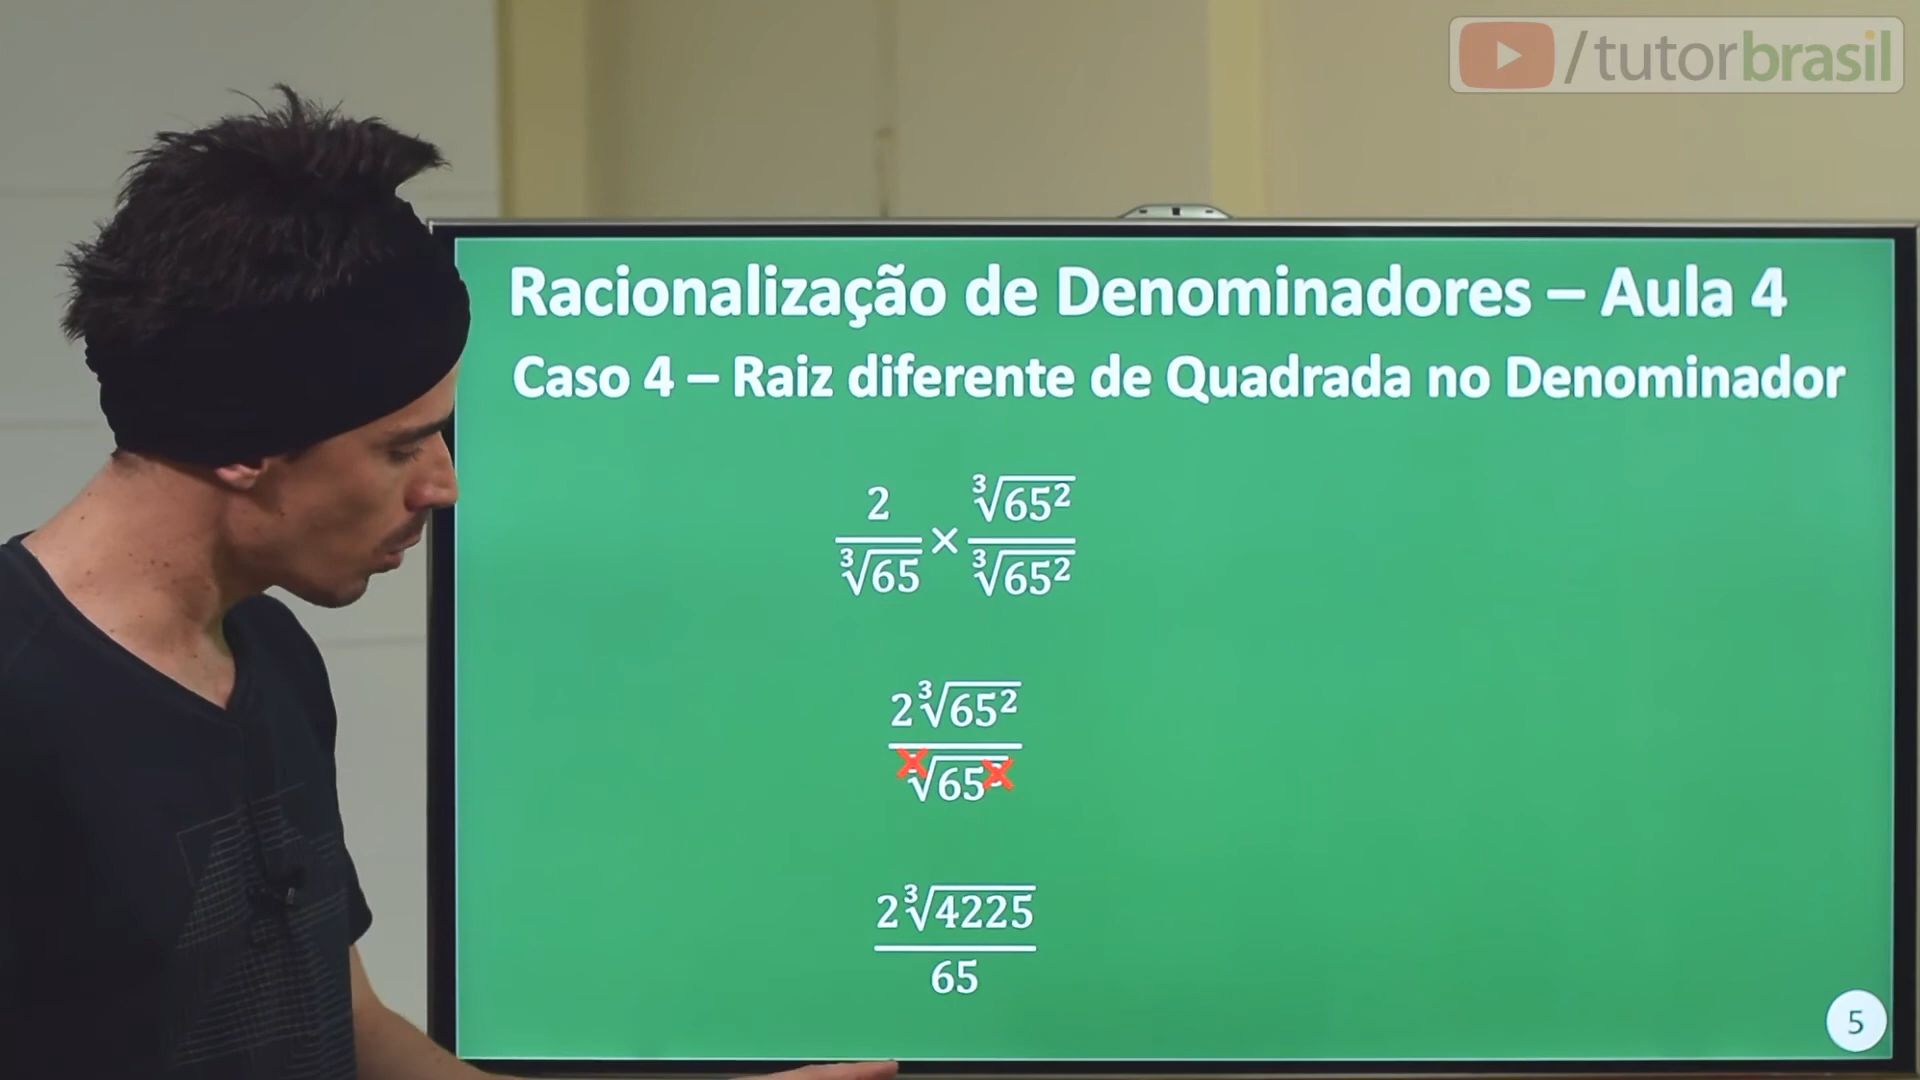 /tutorbrasil
Racionalização de Denominadores – Aula 4
Caso 4 – Raiz diferente de Quadrada no Denominador
2/∛65 × ∛65²/∛65²
2∛65²/∛65³
2∛4225/65
5